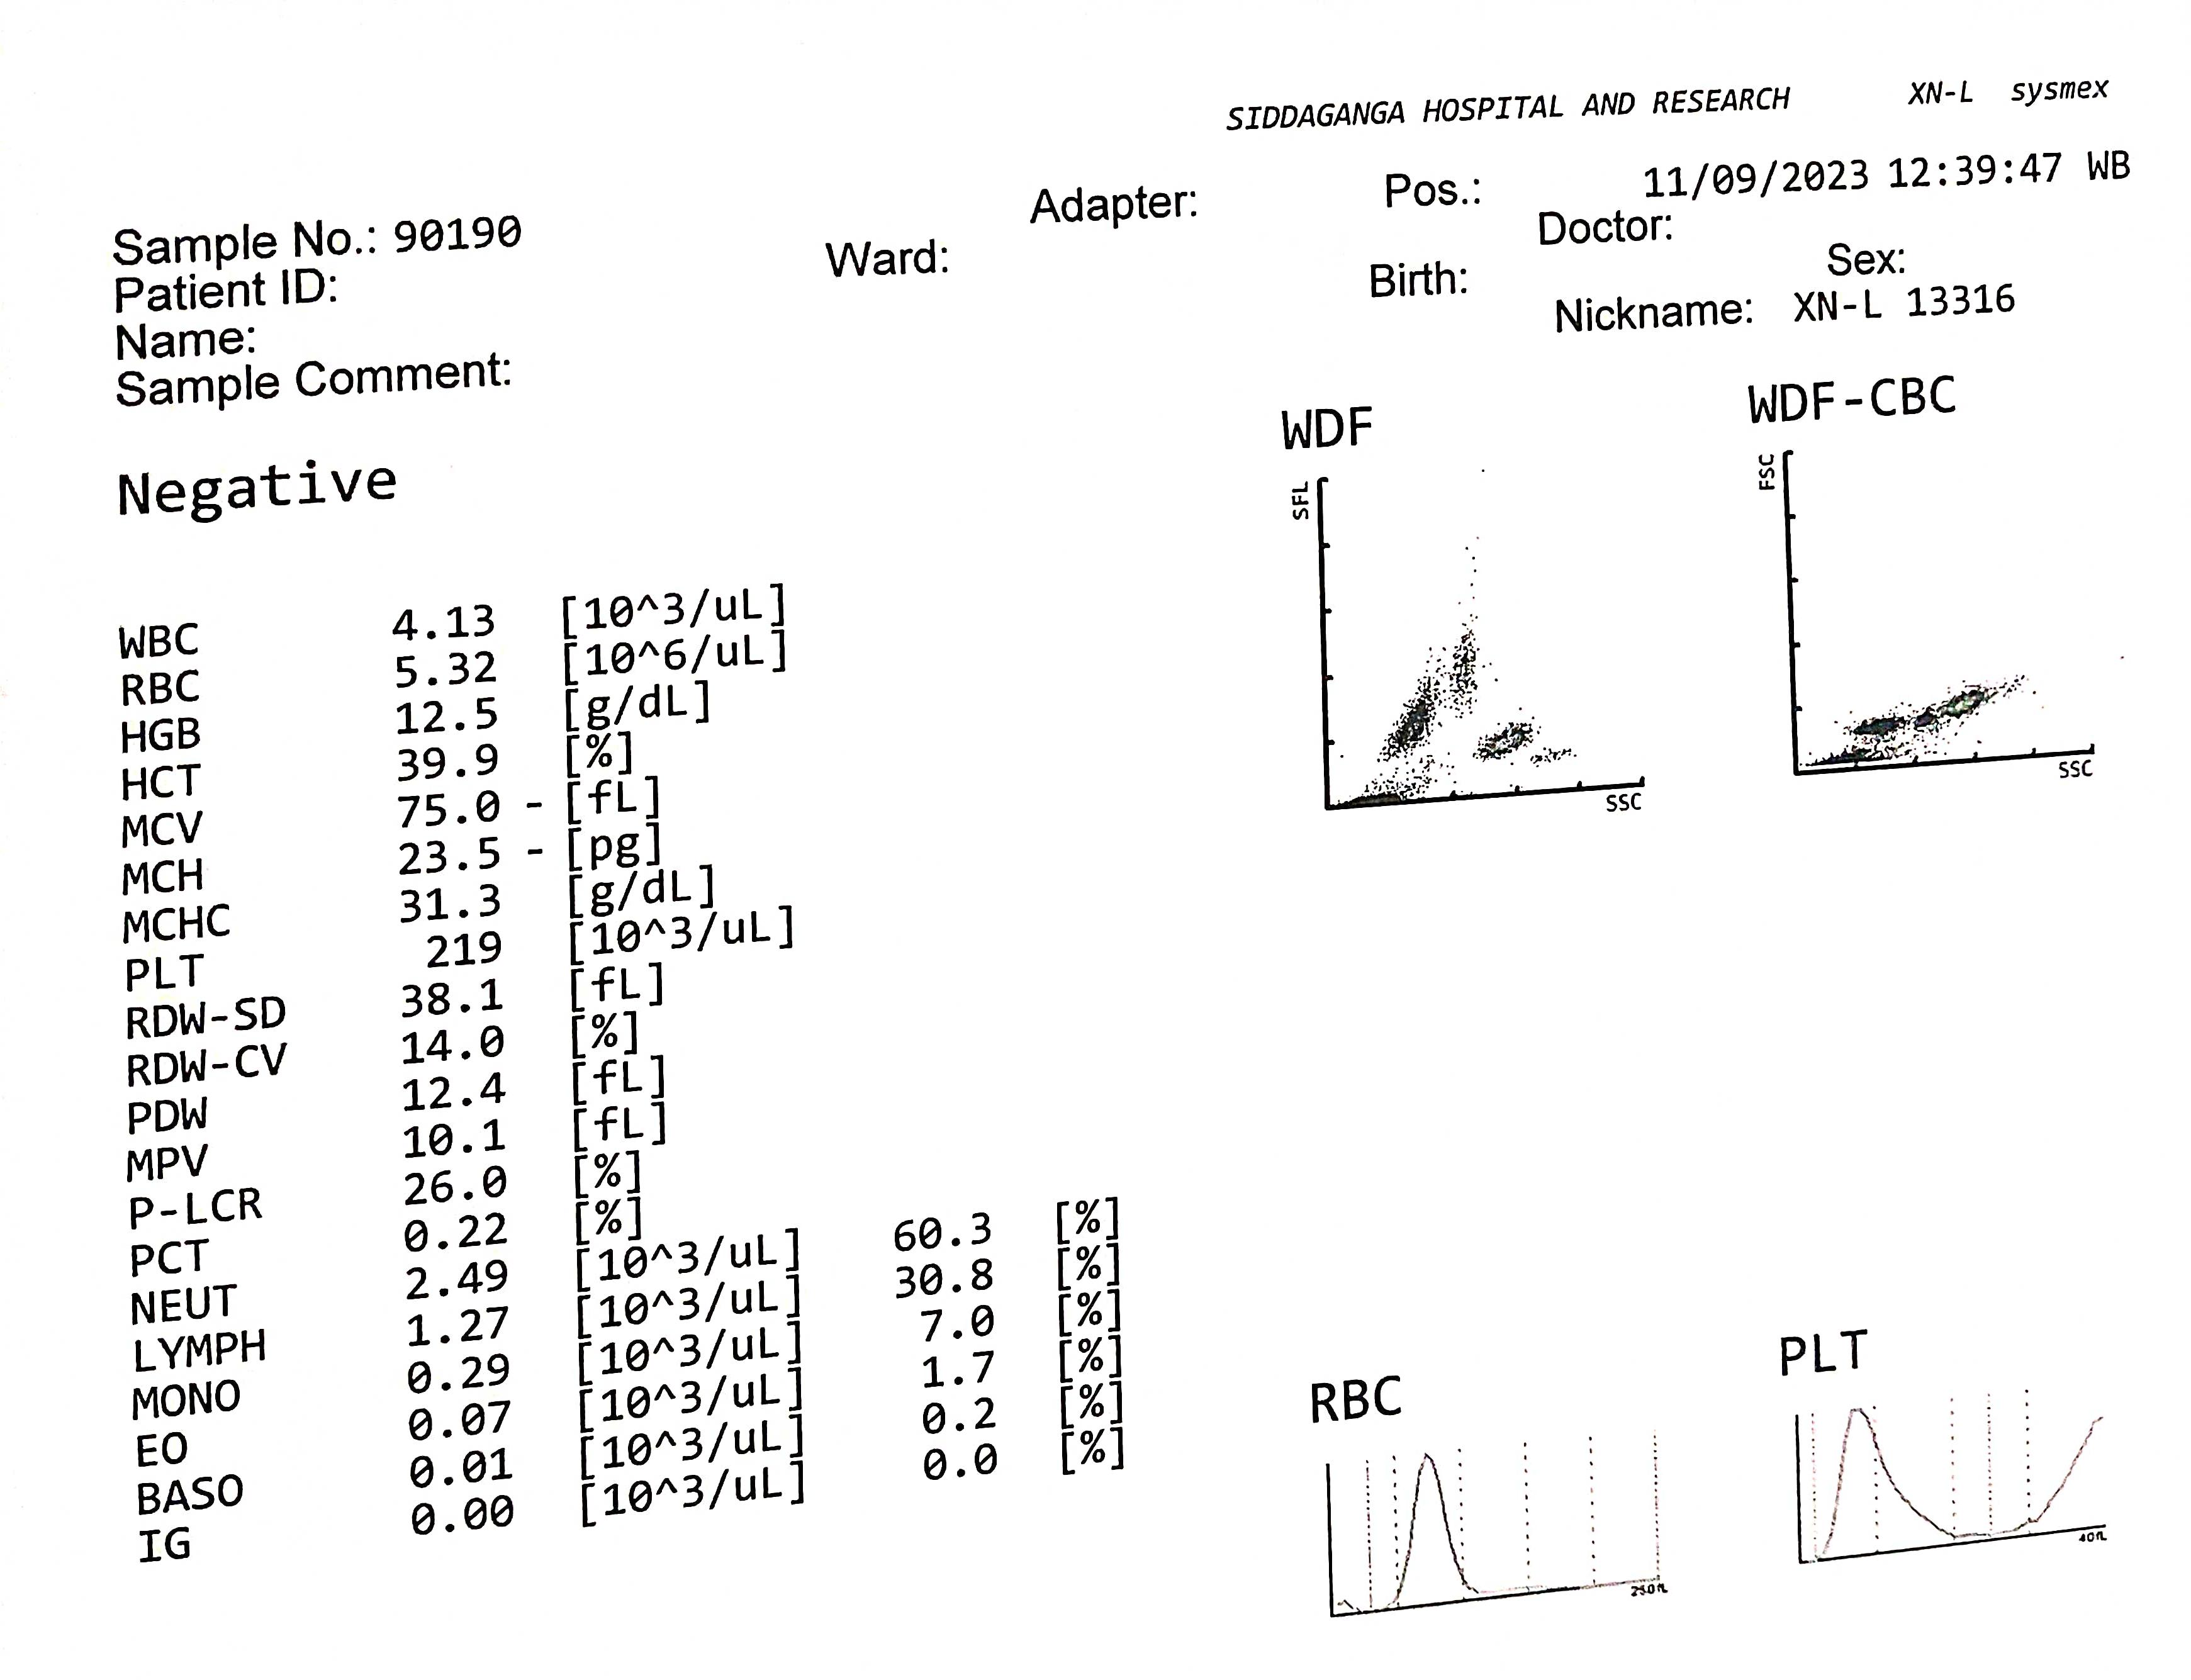 SIDDAGANGA HOSPITAL AND RESEARCH XN-L sysmex
Adapter: Pos.: 11/09/2023 12:39:47 WB
Sample No.: 90190
Ward: Doctor:
Patient ID:
Birth: Sex:
Name:
Nickname: XN-L 13316
Sample Comment:
Negative
WDF
SFL
SSC
WDF-CBC
FSC
SSC
WBC 4.13 [10^3/uL]
RBC 5.32 [10^6/uL]
HGB 12.5 [g/dL]
HCT 39.9 [%]
MCV 75.0 - [fL]
MCH 23.5 - [pg]
MCHC 31.3 [g/dL]
PLT 219 [10^3/uL]
RDW-SD 38.1 [fL]
RDW-CV 14.0 [%]
PDW 12.4 [fL]
MPV 10.1 [fL]
P-LCR 26.0 [%]
PCT 0.22 [%]
NEUT 2.49 [10^3/uL] 60.3 [%]
LYMPH 1.27 [10^3/uL] 30.8 [%]
MONO 0.29 [10^3/uL] 7.0 [%]
EO 0.07 [10^3/uL] 1.7 [%]
BASO 0.01 [10^3/uL] 0.2 [%]
IG 0.00 [10^3/uL] 0.0 [%]
RBC
250fL
PLT
40fL